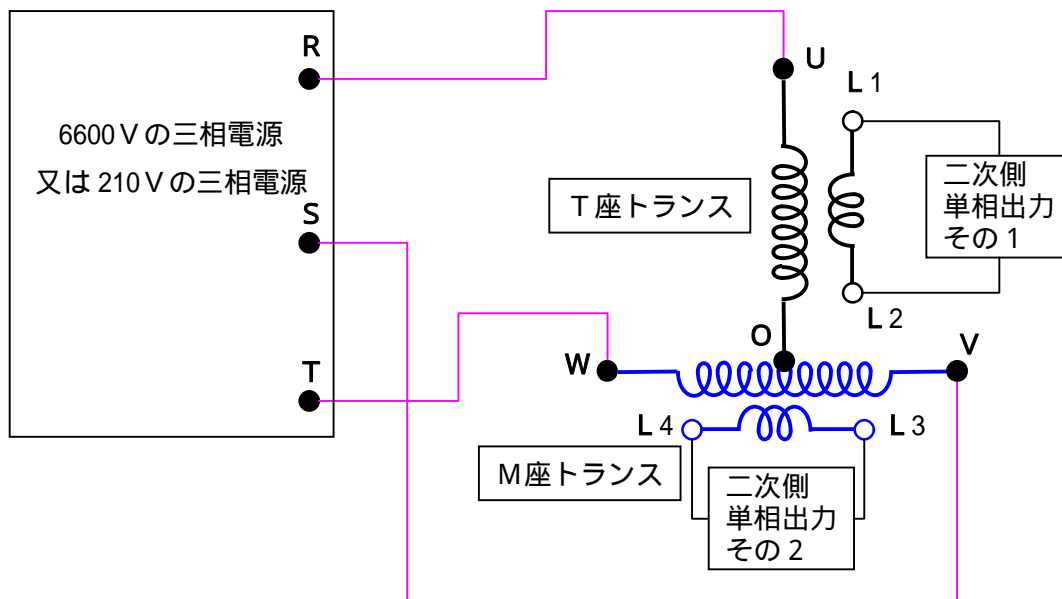 R
6600Vの三相電源
又は210Vの三相電源
S
T
U
L1
T座トランス
二次側
単相出力
その1
L2
O
W
V
L4
L3
M座トランス
二次側
単相出力
その2